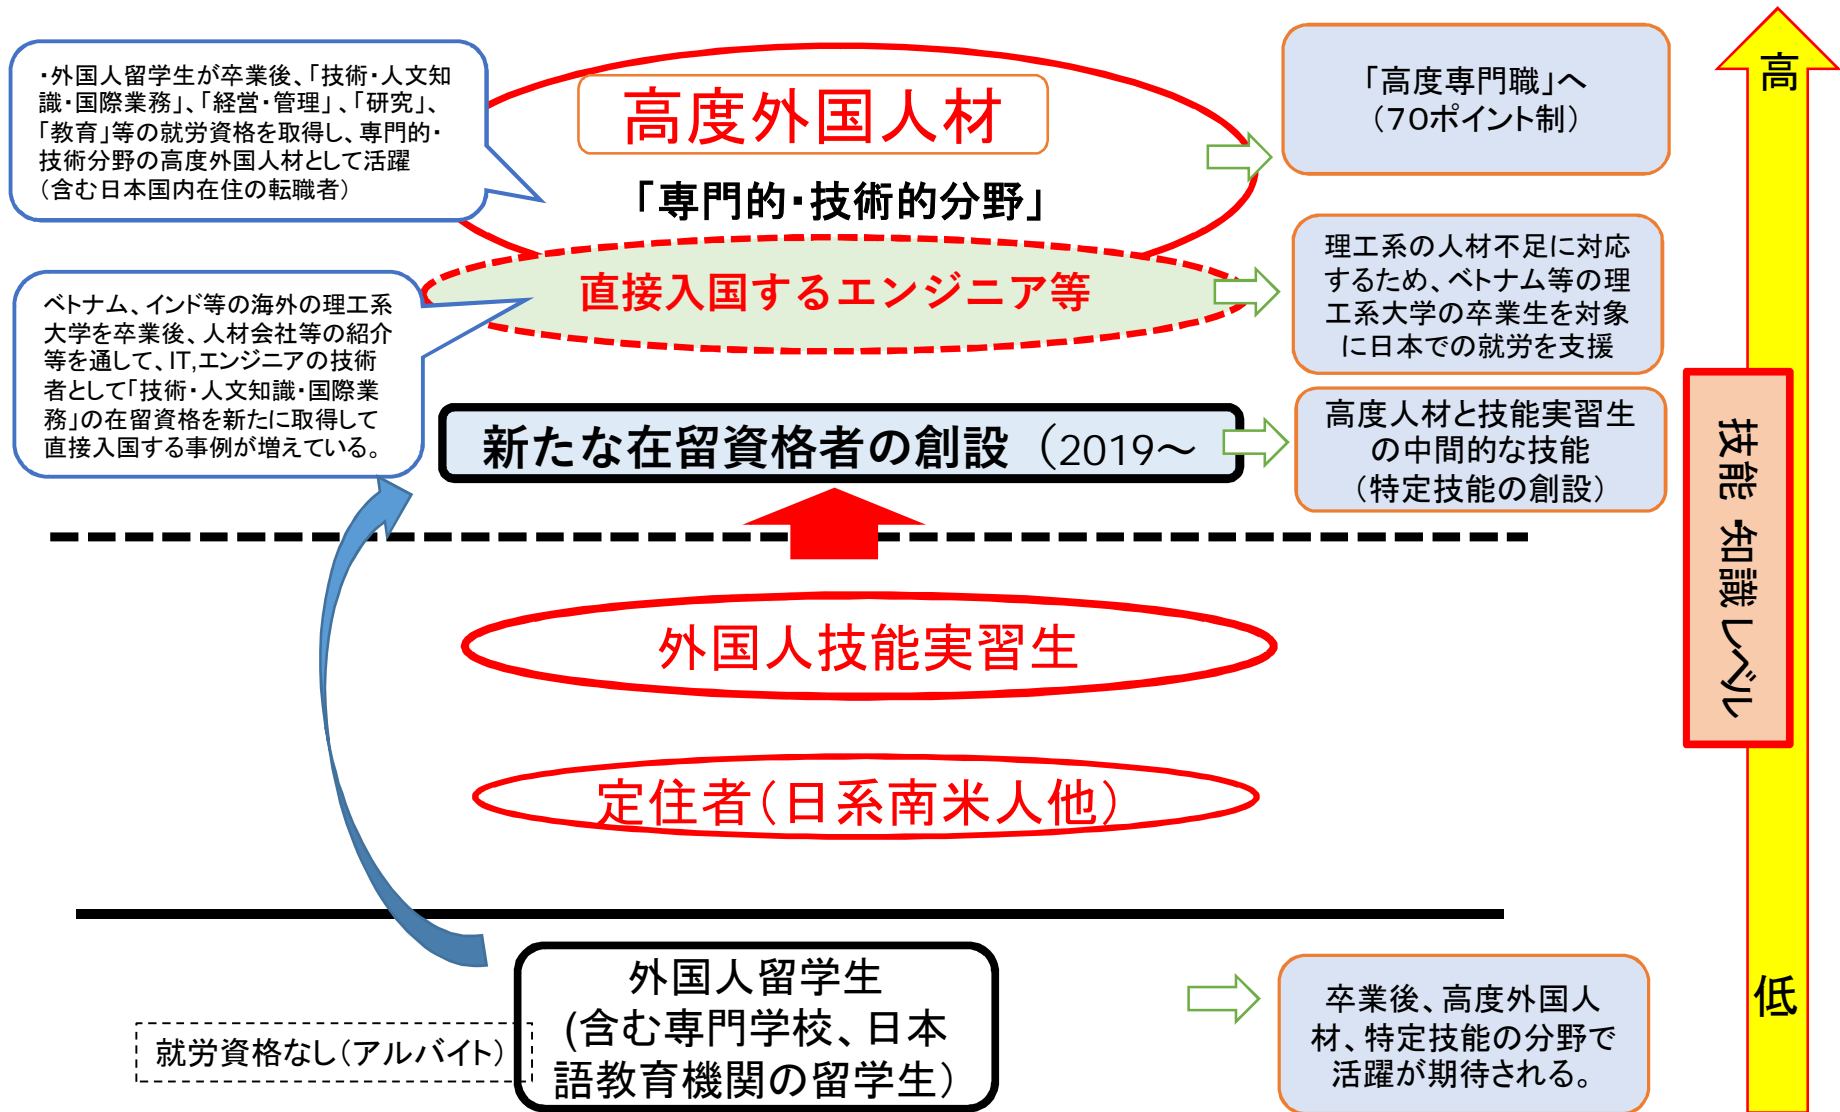 ・外国人留学生が卒業後、「技術・人文知
識・国際業務」、「経営・管理」、「研究」、
「教育」等の就労資格を取得し、専門的・
技術分野の高度外国人材として活躍
（含む日本国内在住の転職者）
高度外国人材
「専門的・技術的分野」
「高度専門職」へ
（70ポイント制）
高
直接入国するエンジニア等
理工系の人材不足に対応
するため、ベトナム等の理
工系大学の卒業生を対象
に日本での就労を支援
ベトナム、インド等の海外の理工系
大学を卒業後、人材会社等の紹介
等を通して、IT,エンジニアの技術
者として「技術・人文知識・国際業
務」の在留資格を新たに取得して
直接入国する事例が増えている。
新たな在留資格者の創設（2019～
高度人材と技能実習生
の中間的な技能
（特定技能の創設）
技能・知識レベル
外国人技能実習生
定住者（日系南米人他）
外国人留学生
(含む専門学校、日本
語教育機関の留学生）
就労資格なし（アルバイト）
卒業後、高度外国人
材、特定技能の分野で
活躍が期待される。
低